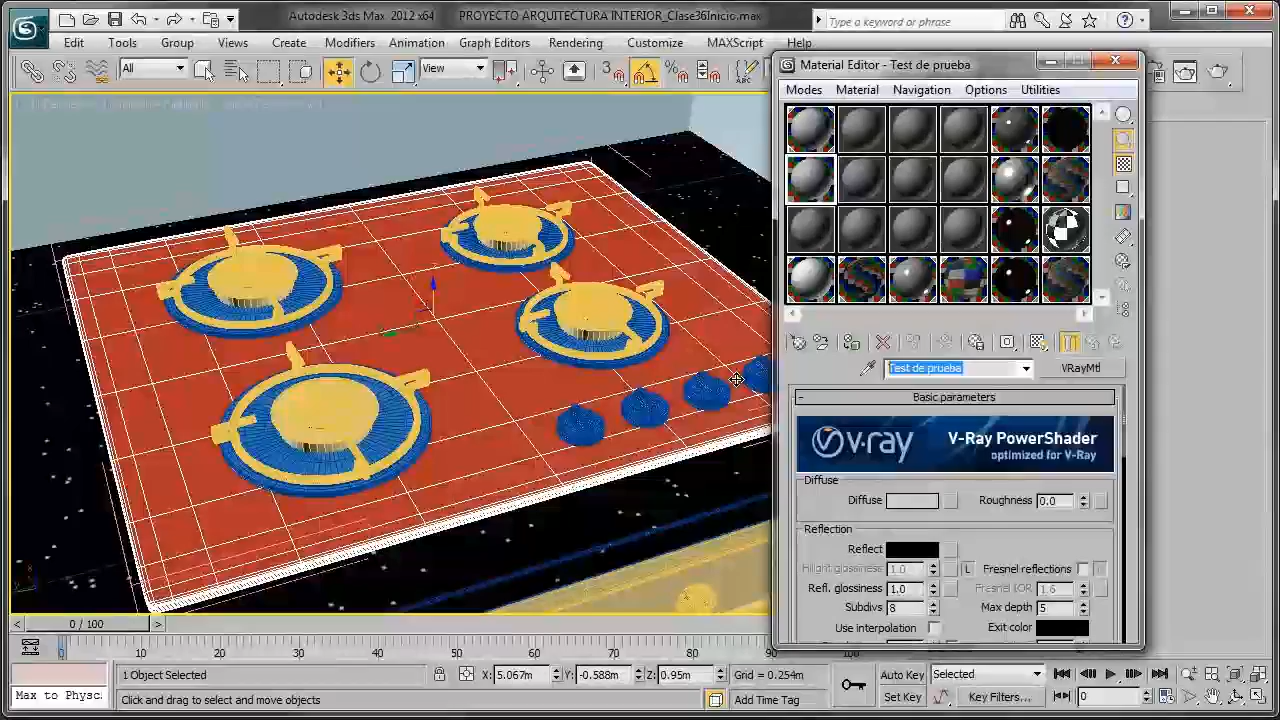 Autodesk 3ds Max 2012 x64 PROYECTO ARQUITECTURA INTERIOR_Clase36Inicio.max
Type a keyword or phrase
Edit Tools Group Views Create Modifiers Animation Graph Editors Rendering Customize MAXScript Help
All View 3
Material Editor - Test de prueba
Modes Material Navigation Options Utilities
Test de prueba VRayMtl
Basic parameters
v-ray V-Ray PowerShader
optimized for V-Ray
Diffuse
Diffuse Roughness 0.0
Reflection
Reflect
Hilight glossiness 1.0 L Fresnel reflections
Refl. glossiness 1.0 Fresnel IOR 1.6
Subdivs 8 Max depth 5
Use interpolation Exit color
< 0 / 100 >
0 10 20 30 40 50 60 70 80 90 100
1 Object Selected X: 5.067m Y: -0.588m Z: 0.95m Grid = 0.254m Auto Key Selected
Max to Physc Click and drag to select and move objects Add Time Tag Set Key Key Filters... 0